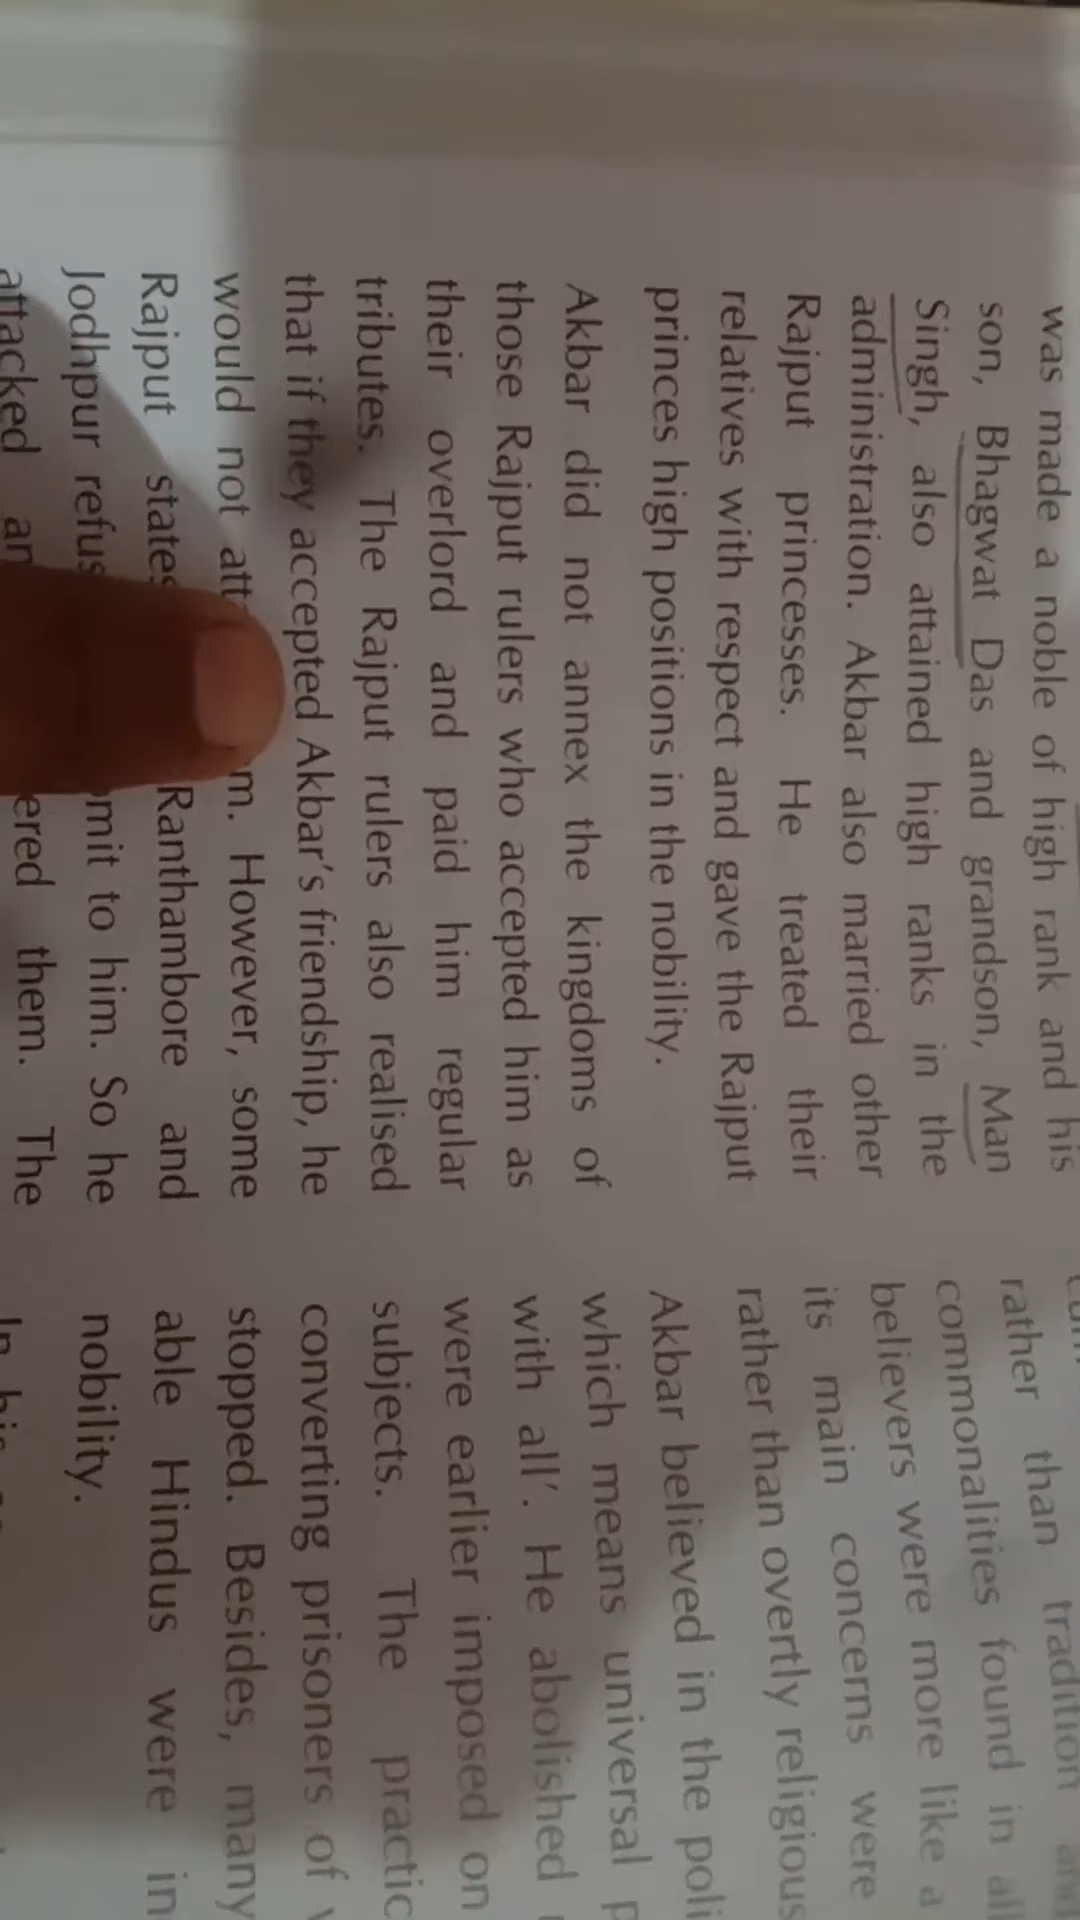 was made a noble of high rank and his
son, Bhagwat Das and grandson, Man
Singh, also attained high ranks in the
administration. Akbar also married other
Rajput princesses. He treated their
relatives with respect and gave the Rajput
princes high positions in the nobility.
Akbar did not annex the kingdoms of
those Rajput rulers who accepted him as
their overlord and paid him regular
tributes. The Rajput rulers also realised
that if they accepted Akbar's friendship, he
would not m. However, some
Rajput states Ranthambore and
Jodhpur refus mit to him. So he
attacked an ered them. The
rather than tradition and
commonalities found in all
believers were more like a
its main concerns were
rather than overtly religious
Akbar believed in the poli
which means universal p
with all'. He abolished
were earlier imposed on
subjects. The practic
converting prisoners of
stopped. Besides, many
able Hindus were in
nobility.
In his